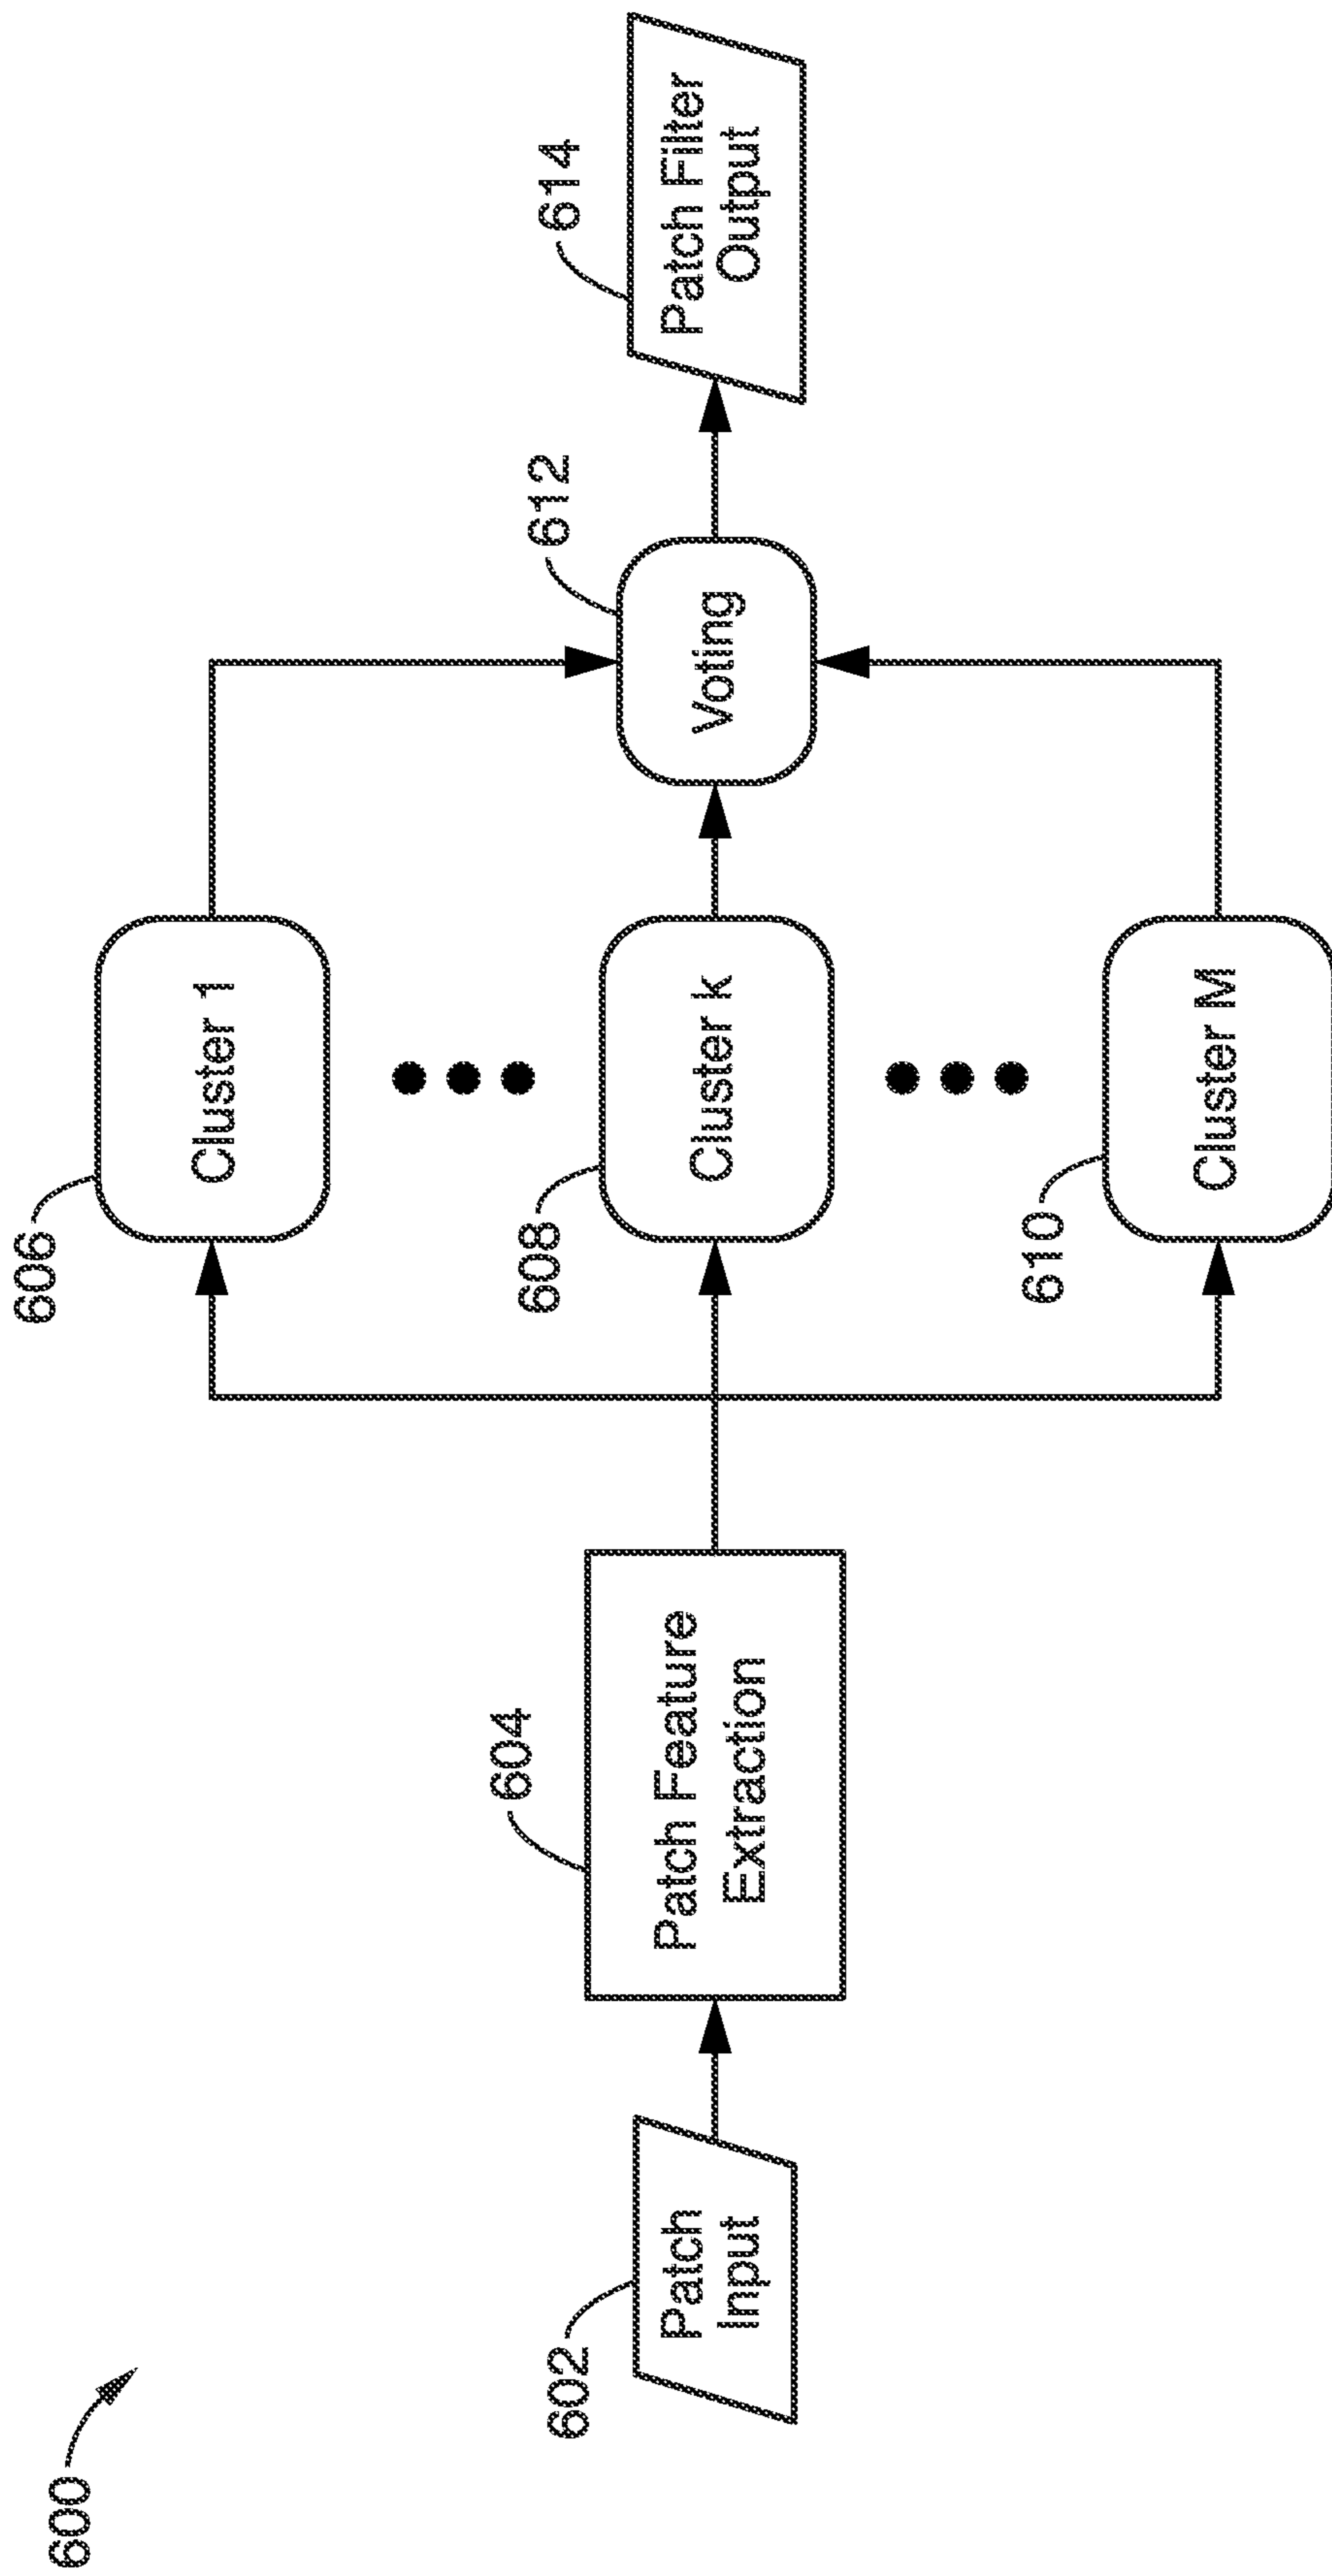 600
602
Patch
Input
604
Patch Feature
Extraction
606
Cluster 1
608
Cluster k
610
Cluster M
612
Voting
614
Patch Filter
Output